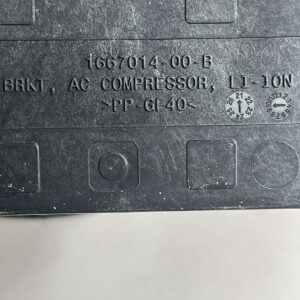 1667014-00-B
BRKT, AC COMPRESSOR, LI-ION
>PP-GF40<